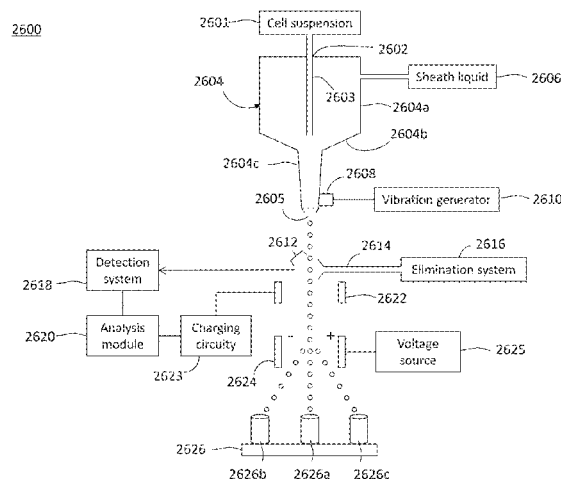 2600
2601
Cell suspension
2602
2604
2603
Sheath liquid
2606
2604a
2604b
2604c
2608
2605
Vibration generator
2610
2612
2614
2616
Detection system
2618
Elimination system
2622
Analysis module
2620
Charging circuity
2623
-
+
2624
Voltage source
2625
2626
2626b
2626a
2626c